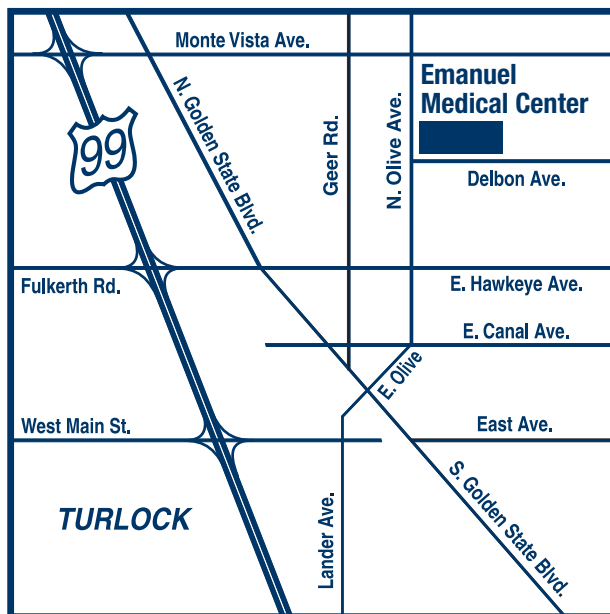 Monte Vista Ave.
Emanuel
Medical Center
99
N. Golden State Blvd.
Geer Rd.
N. Olive Ave.
Delbon Ave.
Fulkerth Rd.
E. Hawkeye Ave.
E. Canal Ave.
E. Olive
West Main St.
East Ave.
TURLOCK
Lander Ave.
S. Golden State Blvd.